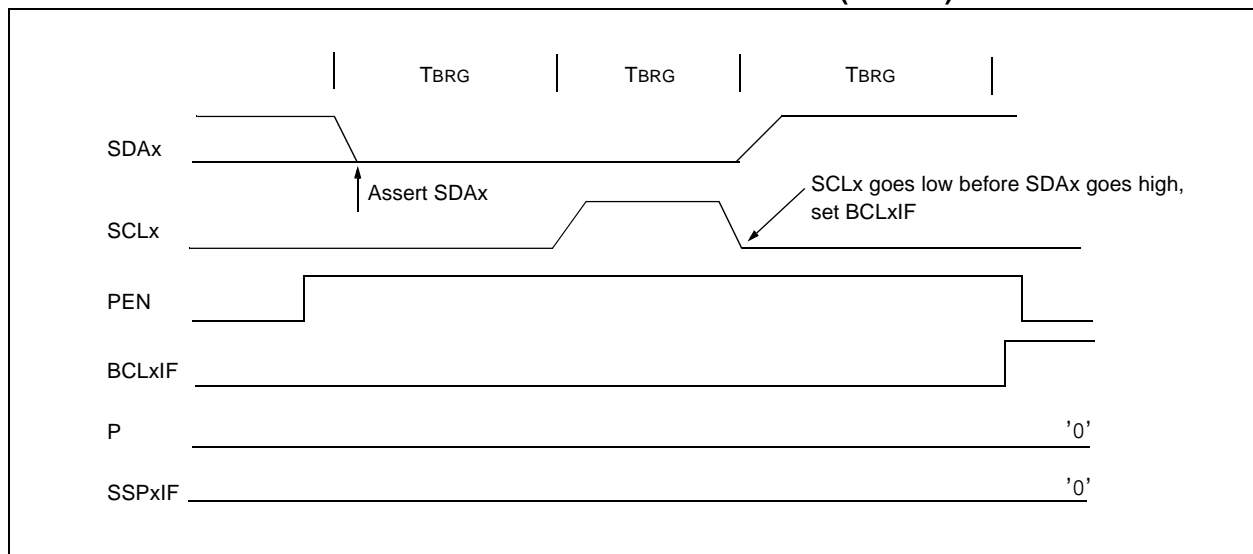 TBRG TBRG TBRG
SDAx
Assert SDAx
SCLx goes low before SDAx goes high,
set BCLxIF
SCLx
PEN
BCLxIF
P '0'
SSPxIF '0'